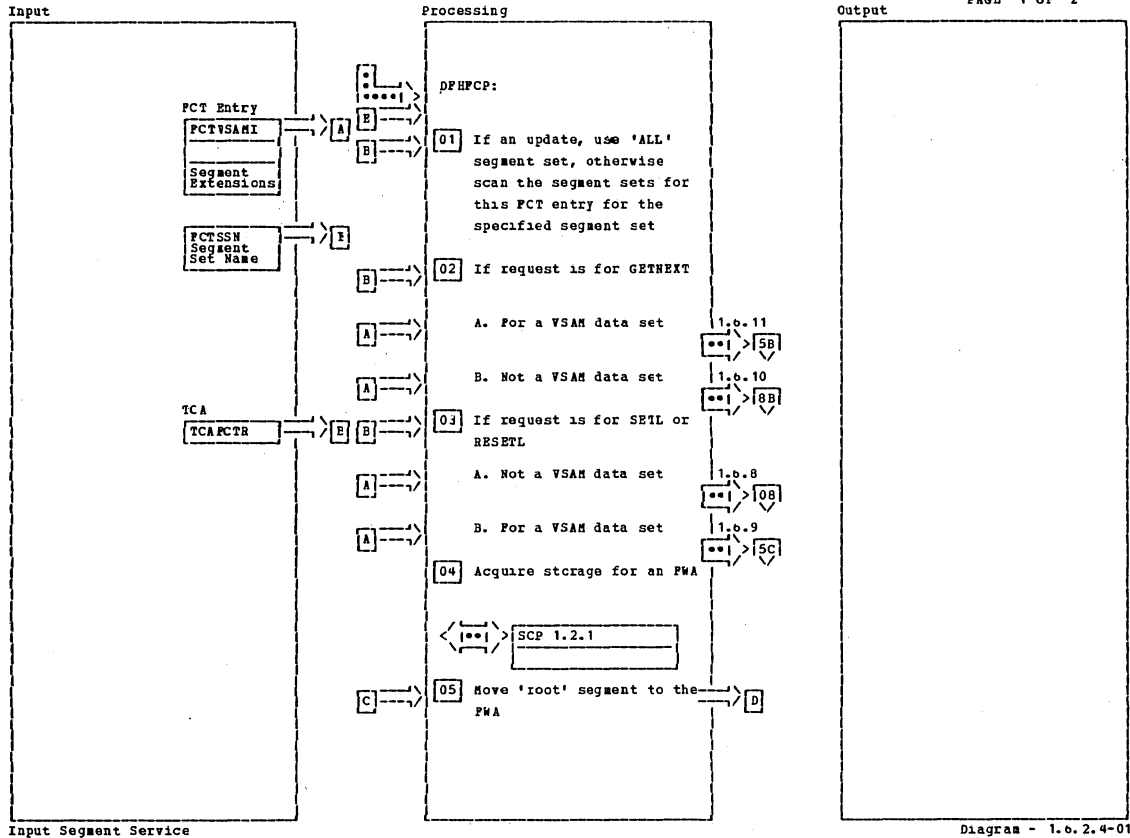 PAGE 1 OF 2
Input
Processing
Output
DFHFCP:
FCT Entry
FCTVSAMI
A
E
B
01 If an update, use 'ALL'
segment set, otherwise
scan the segment sets for
this FCT entry for the
specified segment set
Segment
Extensions
FCTSSN
Segment
Set Name
F
B
02 If request is for GETNEXT
A
A. For a VSAM data set
1.6.11
5B
A
B. Not a VSAM data set
1.6.10
8B
TCA
TCAFCTR
E
B
03 If request is for SETL or
RESETL
A
A. Not a VSAM data set
1.6.8
08
A
B. For a VSAM data set
1.6.9
5C
04 Acquire storage for an FWA
SCP 1.2.1
C
05 Move 'root' segment to the
FWA
D
Input Segment Service
Diagram - 1.6.2.4-01